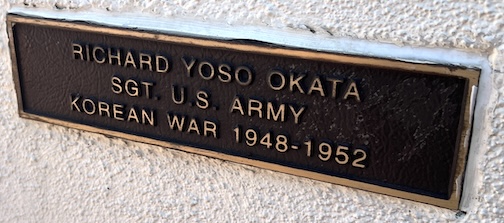 RICHARD YOSO OKATA
SGT. U.S. ARMY
KOREAN WAR 1948-1952